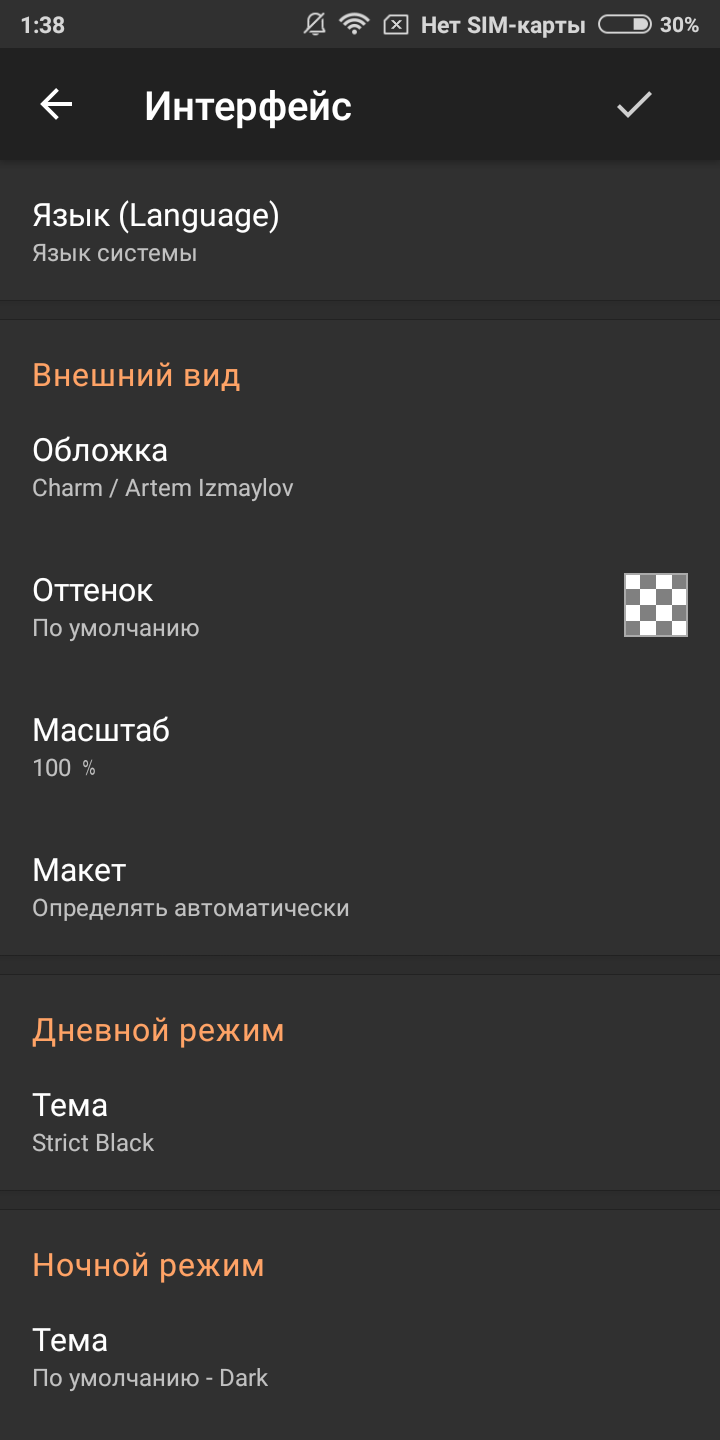 1:38 Нет SIM-карты 30%
Интерфейс
Язык (Language)
Язык системы
Внешний вид
Обложка
Charm / Artem Izmaylov
Оттенок
По умолчанию
Масштаб
100 %
Макет
Определять автоматически
Дневной режим
Тема
Strict Black
Ночной режим
Тема
По умолчанию - Dark